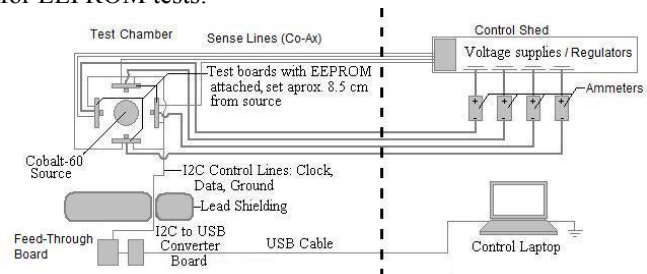 for EEPROM tests.
Test Chamber
Sense Lines (Co-Ax)
Control Shed
Voltage supplies / Regulators
Test boards with EEPROM
attached, set aprox. 8.5 cm
from source
Ammeters
Cobalt-60
Source
I2C Control Lines: Clock,
Data, Ground
Lead Shielding
Feed-Through
Board
I2C to USB
Converter
Board
USB Cable
Control Laptop